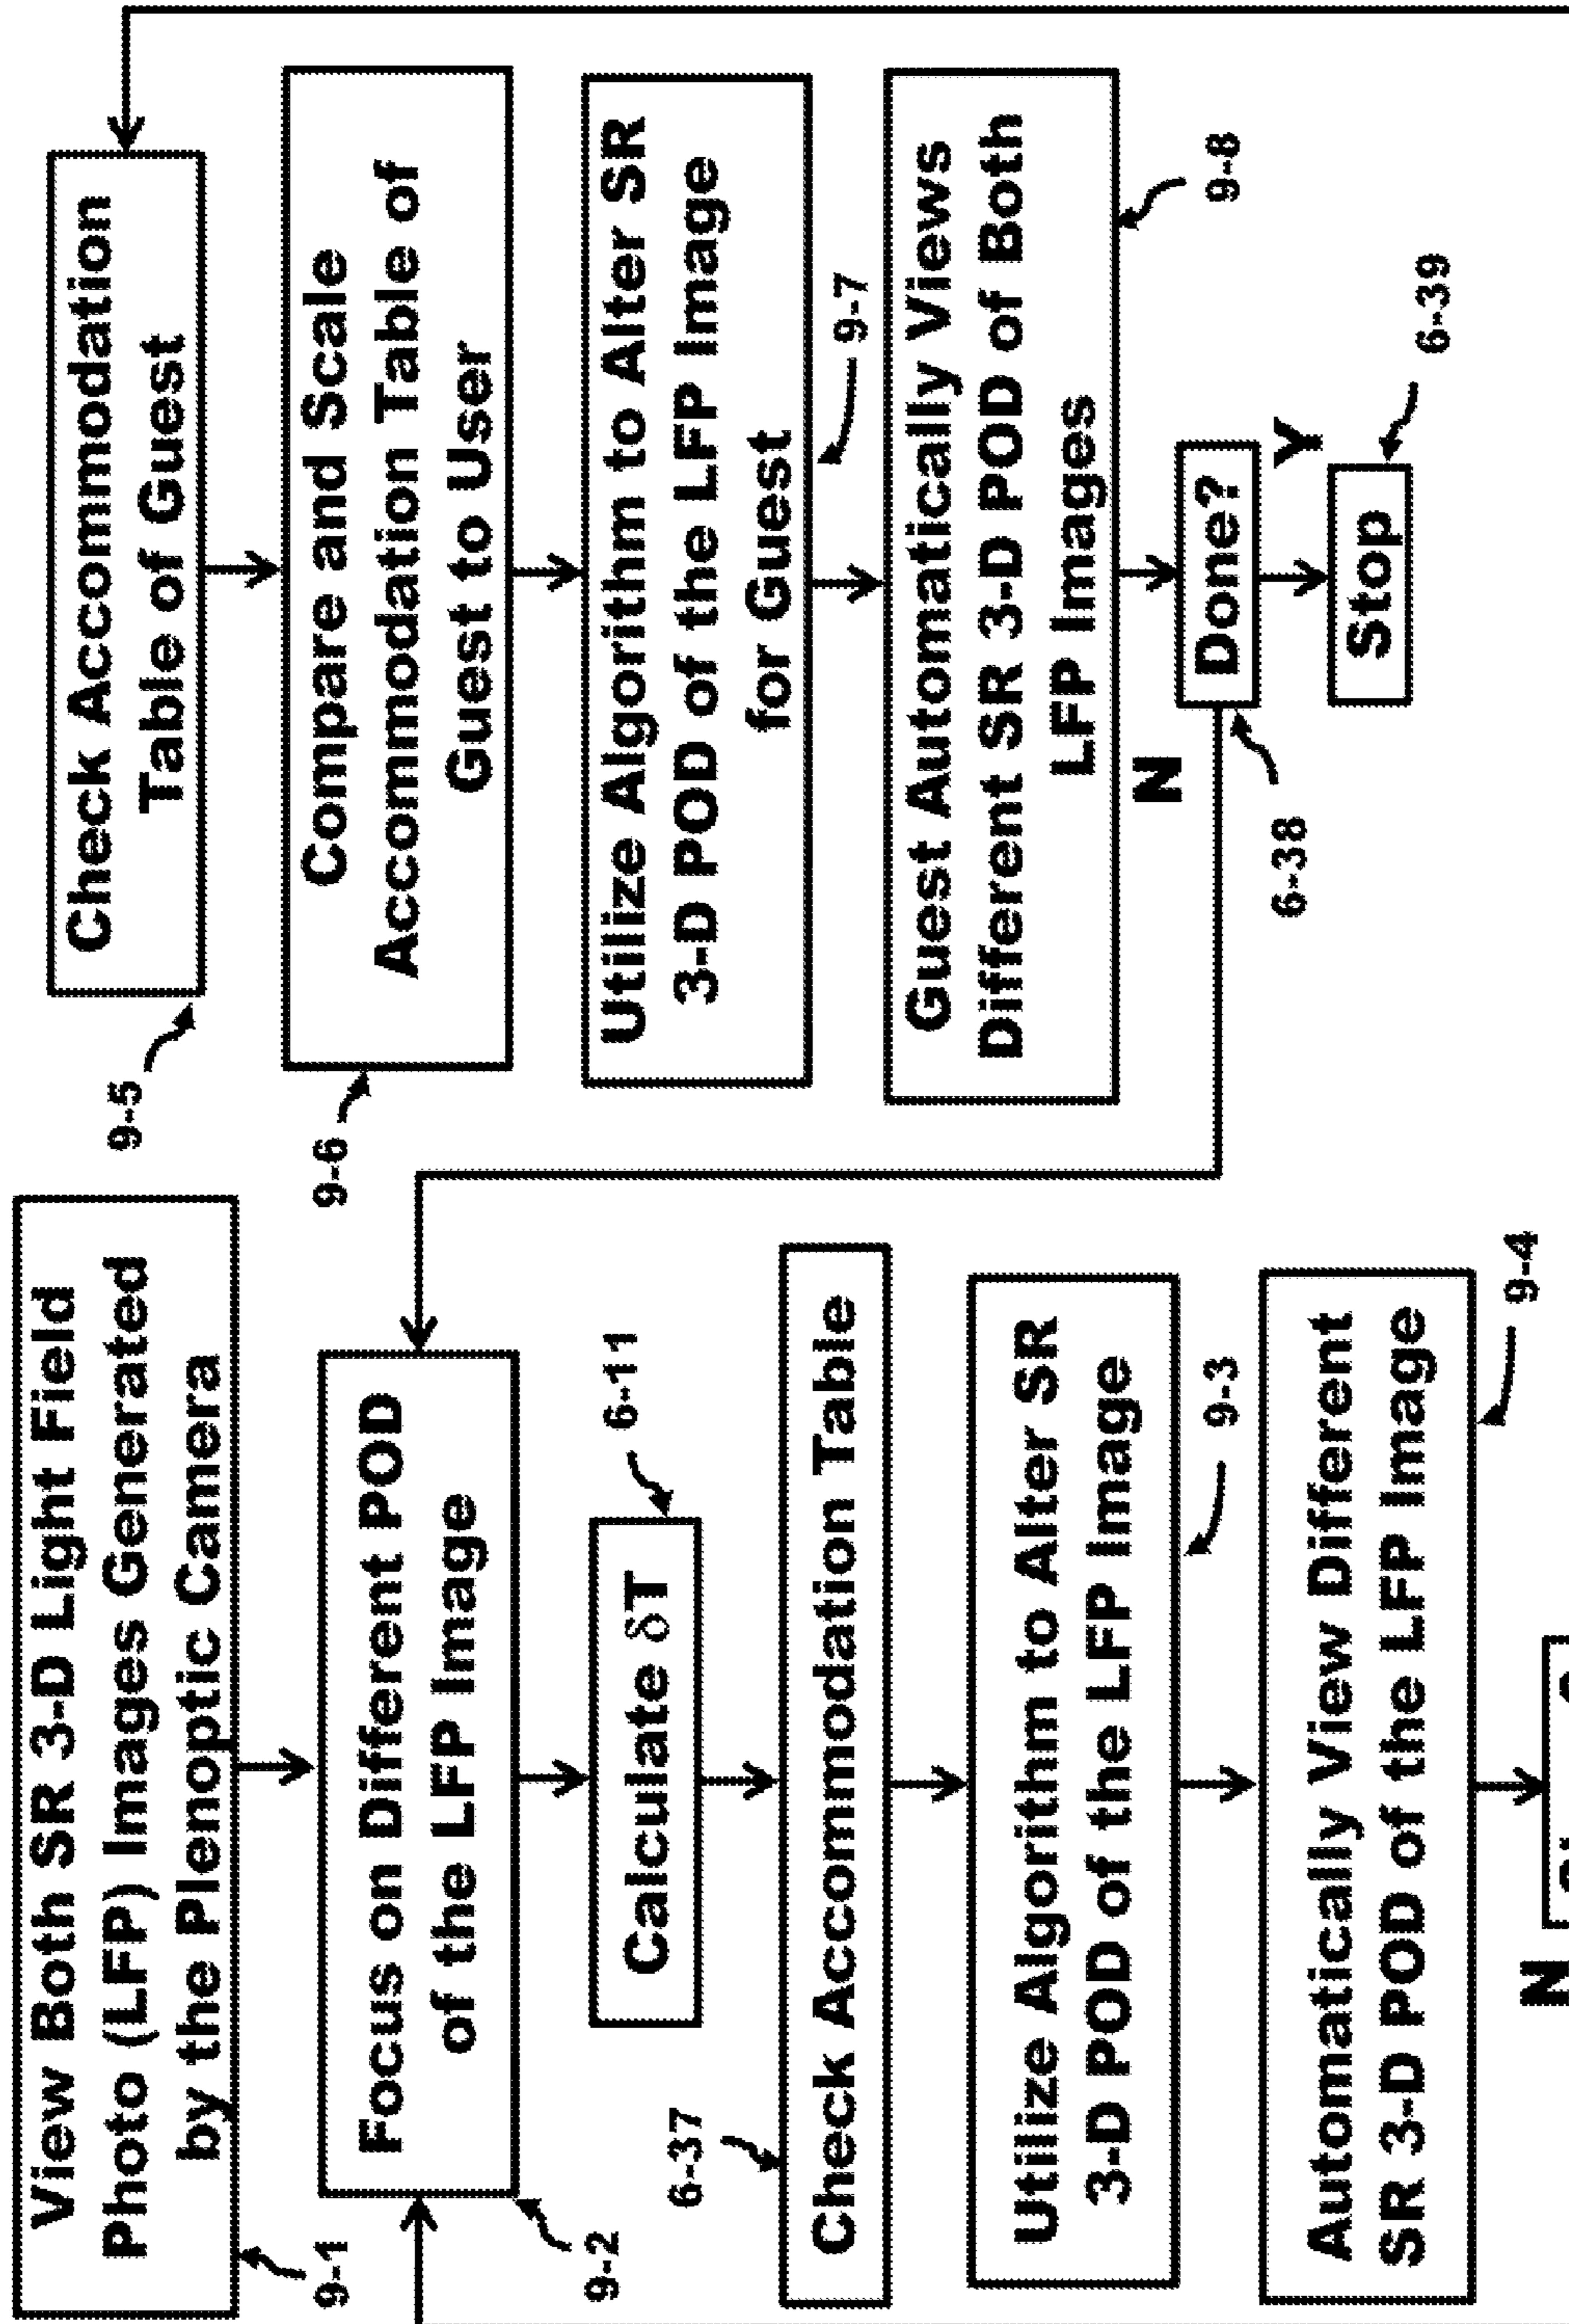 View Both SR 3-D Light Field
Photo (LFP) Images Generated
by the Plenoptic Camera
9-1
Focus on Different POD
of the LFP Image
9-2
Calculate δT
6-11
Check Accommodation Table
6-37
Utilize Algorithm to Alter SR
3-D POD of the LFP Image
9-3
Automatically View Different
SR 3-D POD of the LFP Image
9-4
N
Check Accommodation
Table of Guest
9-5
Compare and Scale
Accommodation Table of
Guest to User
9-6
Utilize Algorithm to Alter SR
3-D POD of the LFP Image
for Guest
9-7
Guest Automatically Views
Different SR 3-D POD of Both
LFP Images
9-8
N
Done?
Y
6-38
Stop
6-39